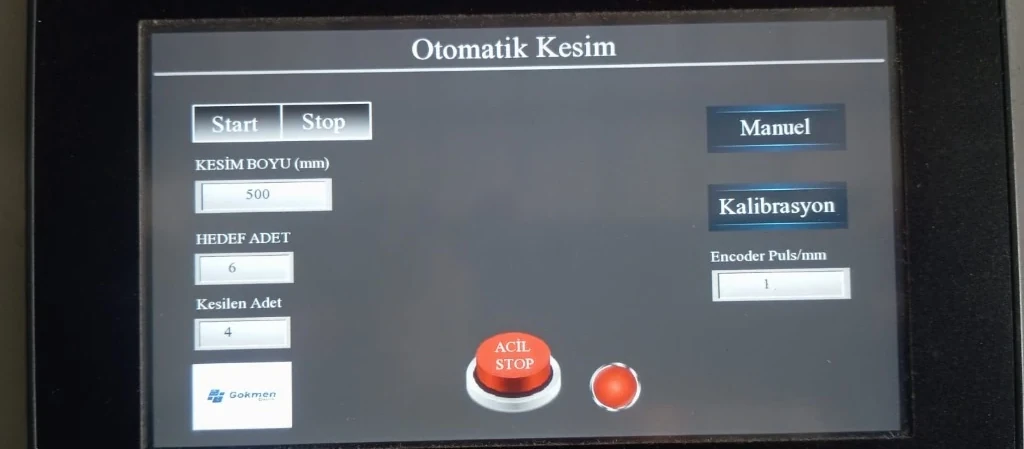 Otomatik Kesim
Start Stop
KESİM BOYU (mm)
500
HEDEF ADET
6
Kesilen Adet
4
Gokmen
ACİL
STOP
Manuel
Kalibrasyon
Encoder Puls/mm
1